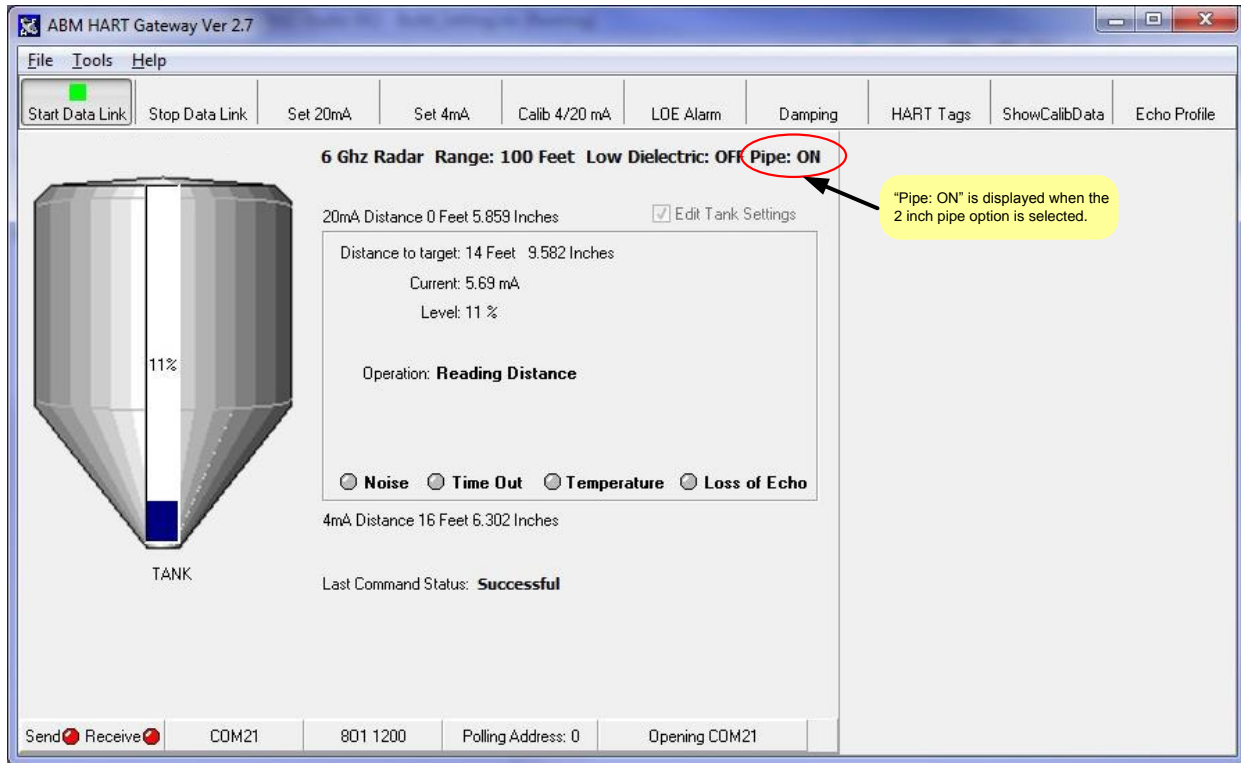 ABM HART Gateway Ver 2.7
File Tools Help
Start Data Link Stop Data Link Set 20mA Set 4mA Calib 4/20 mA LOE Alarm Damping HART Tags ShowCalibData Echo Profile
6 Ghz Radar Range: 100 Feet Low Dielectric: OFF Pipe: ON
"Pipe: ON" is displayed when the
2 inch pipe option is selected.
20mA Distance 0 Feet 5.859 Inches
Edit Tank Settings
Distance to target: 14 Feet 9.582 Inches
Current: 5.69 mA
Level: 11 %
11%
Operation: Reading Distance
Noise Time Out Temperature Loss of Echo
4mA Distance 16 Feet 6.302 Inches
TANK
Last Command Status: Successful
Send Receive COM21 8O1 1200 Polling Address: 0 Opening COM21